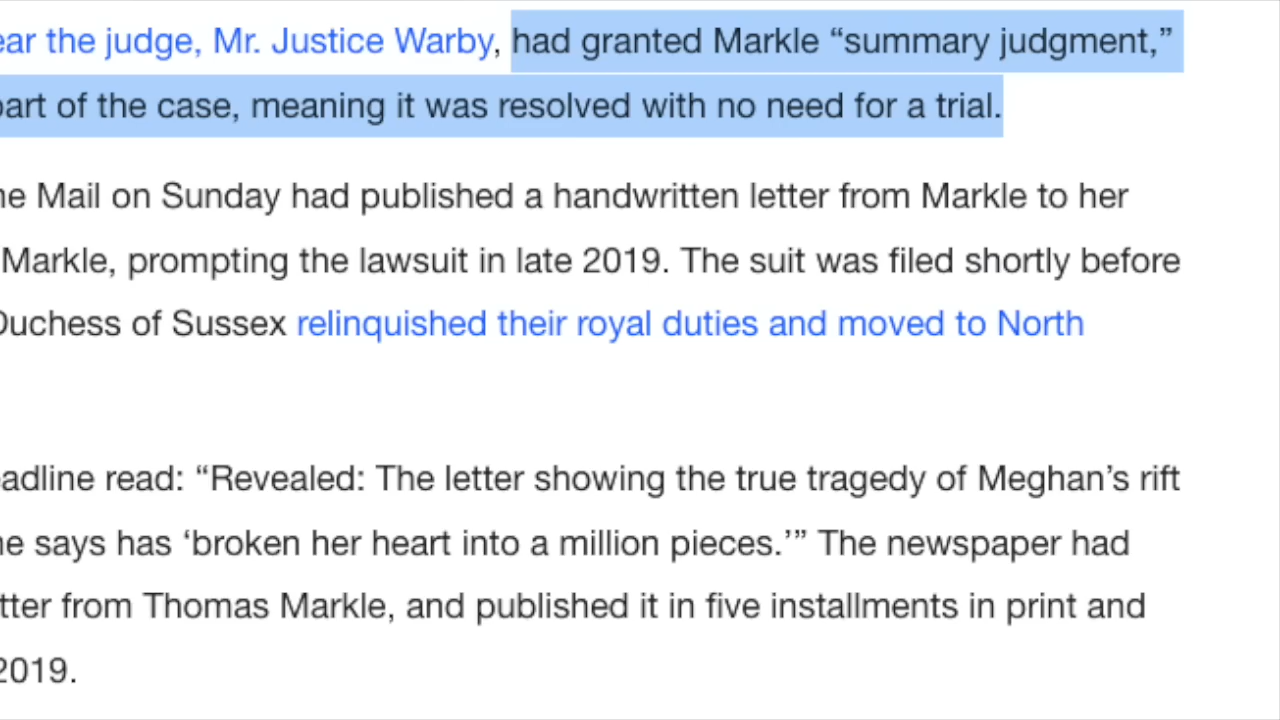 ear the judge, Mr. Justice Warby, had granted Markle “summary judgment,”
part of the case, meaning it was resolved with no need for a trial.
he Mail on Sunday had published a handwritten letter from Markle to her
Markle, prompting the lawsuit in late 2019. The suit was filed shortly before
Duchess of Sussex relinquished their royal duties and moved to North
adline read: “Revealed: The letter showing the true tragedy of Meghan’s rift
he says has ‘broken her heart into a million pieces.’” The newspaper had
tter from Thomas Markle, and published it in five installments in print and
2019.